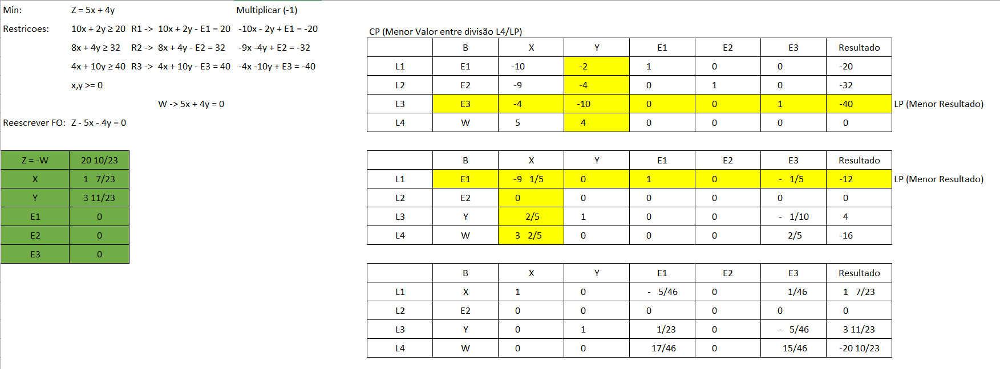 Min: Z = 5x + 4y Multiplicar (-1)
Restricoes: 10x + 2y ≥ 20 R1 -> 10x + 2y - E1 = 20 -10x - 2y + E1 = -20
8x + 4y ≥ 32 R2 -> 8x + 4y - E2 = 32 -9x -4y + E2 = -32
4x + 10y ≥ 40 R3 -> 4x + 10y - E3 = 40 -4x -10y + E3 = -40
x,y >= 0
W -> 5x + 4y = 0
Reescrever FO: Z - 5x - 4y = 0
Z = -W 20 10/23
X 1 7/23
Y 3 11/23
E1 0
E2 0
E3 0
CP (Menor Valor entre divisão L4/LP)
B X Y E1 E2 E3 Resultado
L1 E1 -10 -2 1 0 0 -20
L2 E2 -9 -4 0 1 0 -32
L3 E3 -4 -10 0 0 1 -40 LP (Menor Resultado)
L4 W 5 4 0 0 0 0
B X Y E1 E2 E3 Resultado
L1 E1 -9 1/5 0 1 0 - 1/5 -12 LP (Menor Resultado)
L2 E2 0 0 0 0 0 0
L3 Y 2/5 1 0 0 - 1/10 4
L4 W 3 2/5 0 0 0 2/5 -16
B X Y E1 E2 E3 Resultado
L1 X 1 0 - 5/46 0 1/46 1 7/23
L2 E2 0 0 0 0 0 0
L3 Y 0 1 1/23 0 - 5/46 3 11/23
L4 W 0 0 17/46 0 15/46 -20 10/23